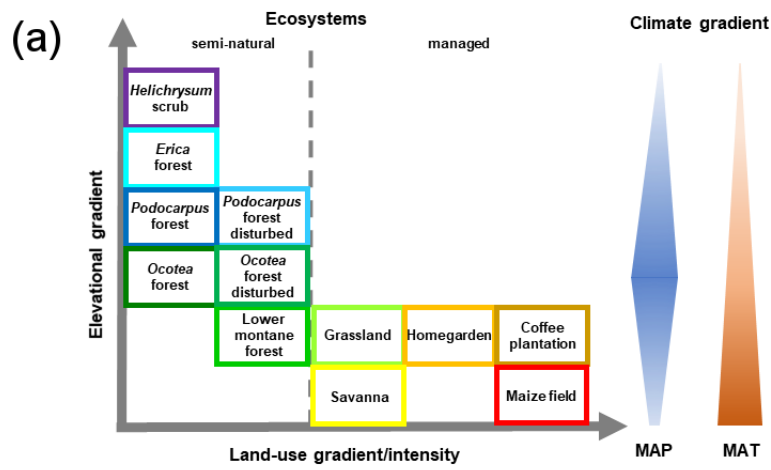 (a)
Ecosystems
semi-natural
managed
Climate gradient
Elevational gradient
Helichrysum
scrub
Erica
forest
Podocarpus
forest
Podocarpus
forest
disturbed
Ocotea
forest
Ocotea
forest
disturbed
Lower
montane
forest
Grassland
Homegarden
Coffee
plantation
Savanna
Maize field
Land-use gradient/intensity
MAP
MAT